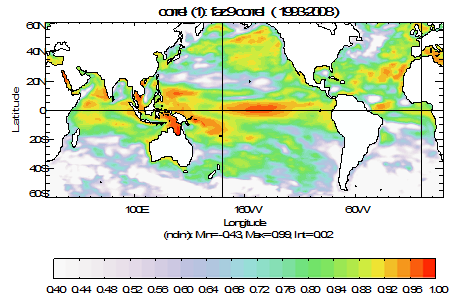 correl (1): faz9correl ( 1993-2008)
60N
40N
20N
0
20S
40S
60S
Latitude
100E 160W 60W
Longitude
(ndim): Min=-0.43, Max=0.99, Int=0.02
0.40 0.44 0.48 0.52 0.56 0.60 0.64 0.68 0.72 0.76 0.80 0.84 0.88 0.92 0.96 1.00